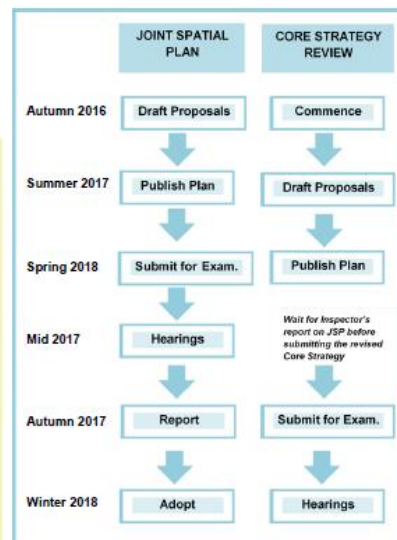 JOINT SPATIAL
PLAN
CORE STRATEGY
REVIEW
Autumn 2016
Draft Proposals
Commence
Summer 2017
Publish Plan
Draft Proposals
Spring 2018
Submit for Exam.
Publish Plan
Mid 2017
Hearings
Wait for Inspector's
report on JSP before
submitting the revised
Core Strategy
Autumn 2017
Report
Submit for Exam.
Winter 2018
Adopt
Hearings